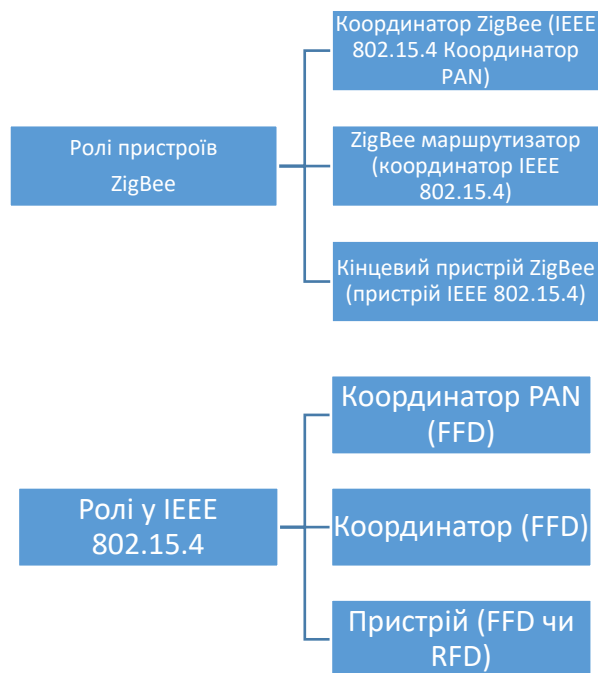 Координатор ZigBee (IEEE
802.15.4 Координатор
PAN)
Ролі пристроїв
ZigBee
ZigBee маршрутизатор
(координатор IEEE
802.15.4)
Кінцевий пристрій ZigBee
(пристрій IEEE 802.15.4)
Координатор PAN
(FFD)
Ролі у IEEE
802.15.4
Координатор (FFD)
Пристрій (FFD чи
RFD)